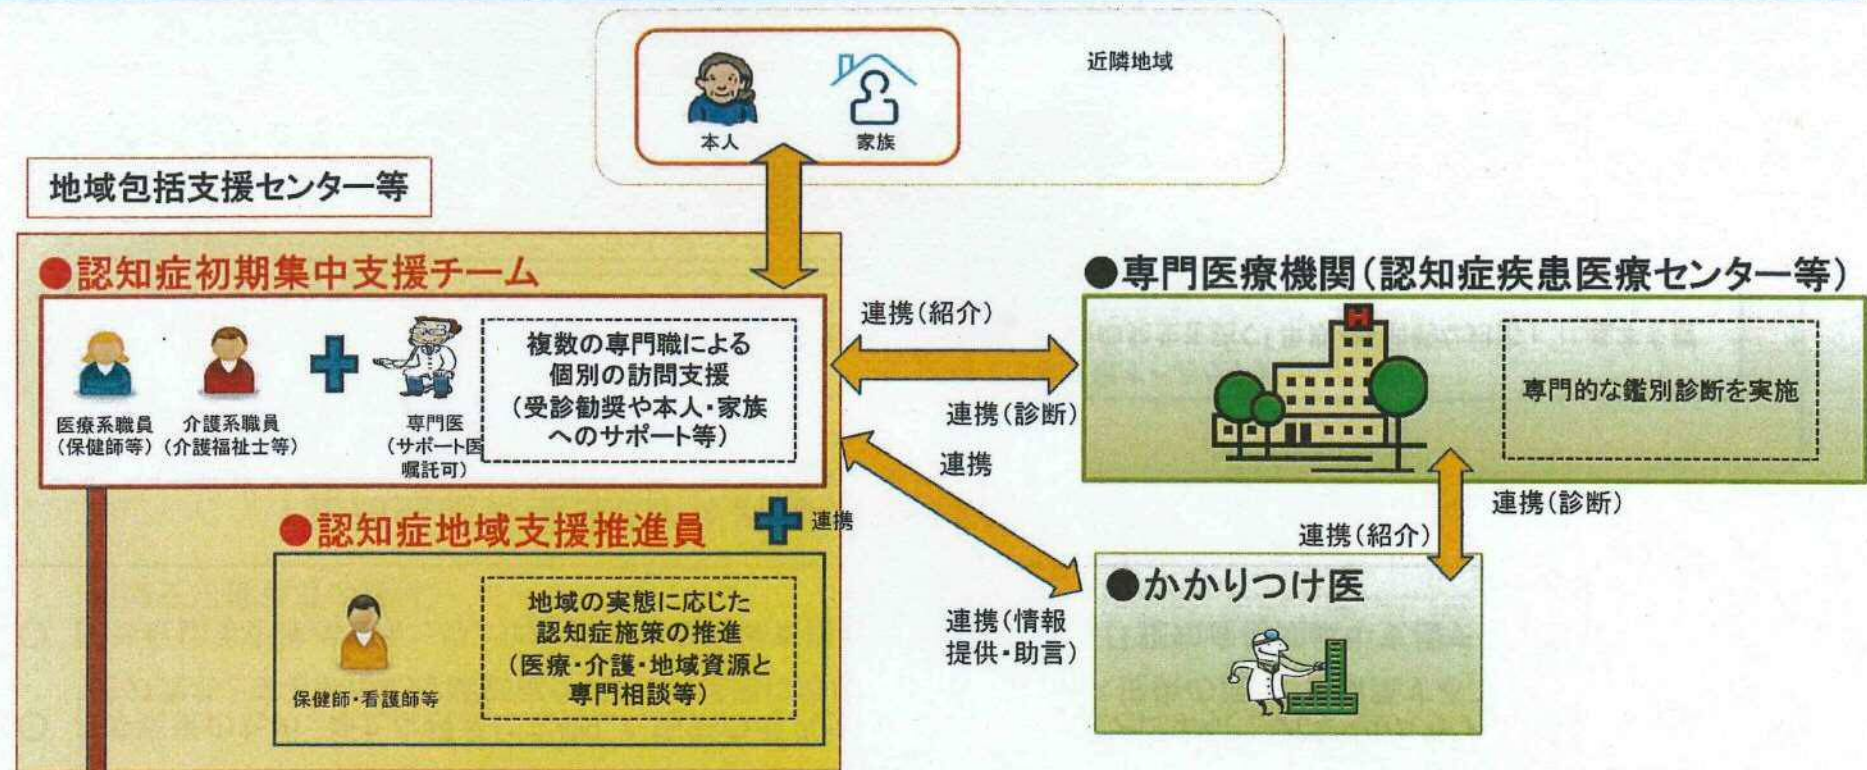 近隣地域
本人
家族
地域包括支援センター等
●認知症初期集中支援チーム
医療系職員
（保健師等）
介護系職員
（介護福祉士等）
専門医
（サポート医
嘱託可）
複数の専門職による
個別の訪問支援
（受診勧奨や本人・家族
へのサポート等）
連携（紹介）
連携（診断）
●専門医療機関（認知症疾患医療センター等）
H
専門的な鑑別診断を実施
連携
連携（情報
提供・助言）
連携（紹介）
連携（診断）
●認知症地域支援推進員
連携
保健師・看護師等
地域の実態に応じた
認知症施策の推進
（医療・介護・地域資源と
専門相談等）
●かかりつけ医